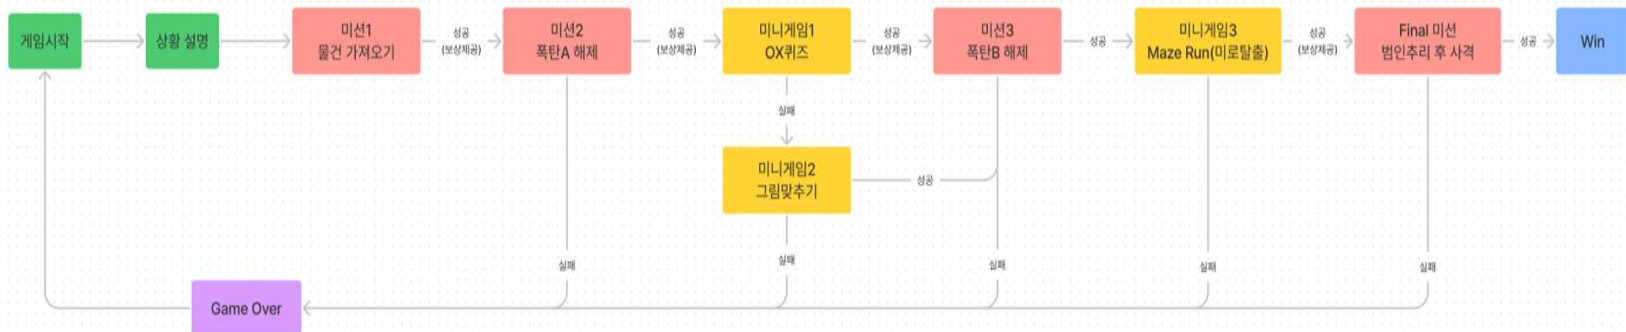 게임시작
상황 설명
미션1
물건 가져오기
성공
(보상제공)
미션2
폭탄A 해제
성공
(보상제공)
미니게임1
OX퀴즈
성공
(보상제공)
미션3
폭탄B 해제
성공
미니게임3
Maze Run(미로탈출)
성공
(보상제공)
Final 미션
범인추리 후 사격
성공
Win
실패
미니게임2
그림맞추기
성공
실패
실패
실패
실패
실패
Game Over